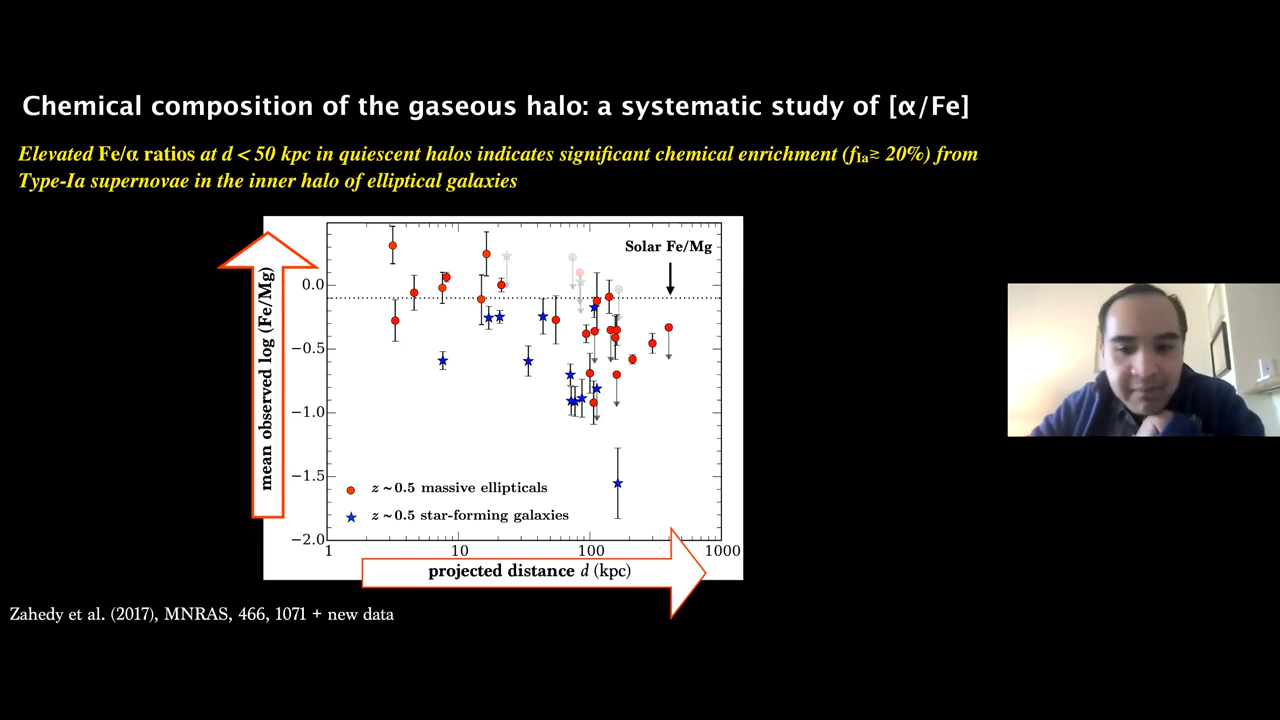 Chemical composition of the gaseous halo: a systematic study of [α/Fe]
Elevated Fe/α ratios at d < 50 kpc in quiescent halos indicates significant chemical enrichment (fIa≳ 20%) from
Type-Ia supernovae in the inner halo of elliptical galaxies
Solar Fe/Mg
mean observed log (Fe/Mg)
0.0
−0.5
−1.0
−1.5
−2.0
z ~ 0.5 massive ellipticals
z ~ 0.5 star-forming galaxies
1 10 100 1000
projected distance d (kpc)
Zahedy et al. (2017), MNRAS, 466, 1071 + new data